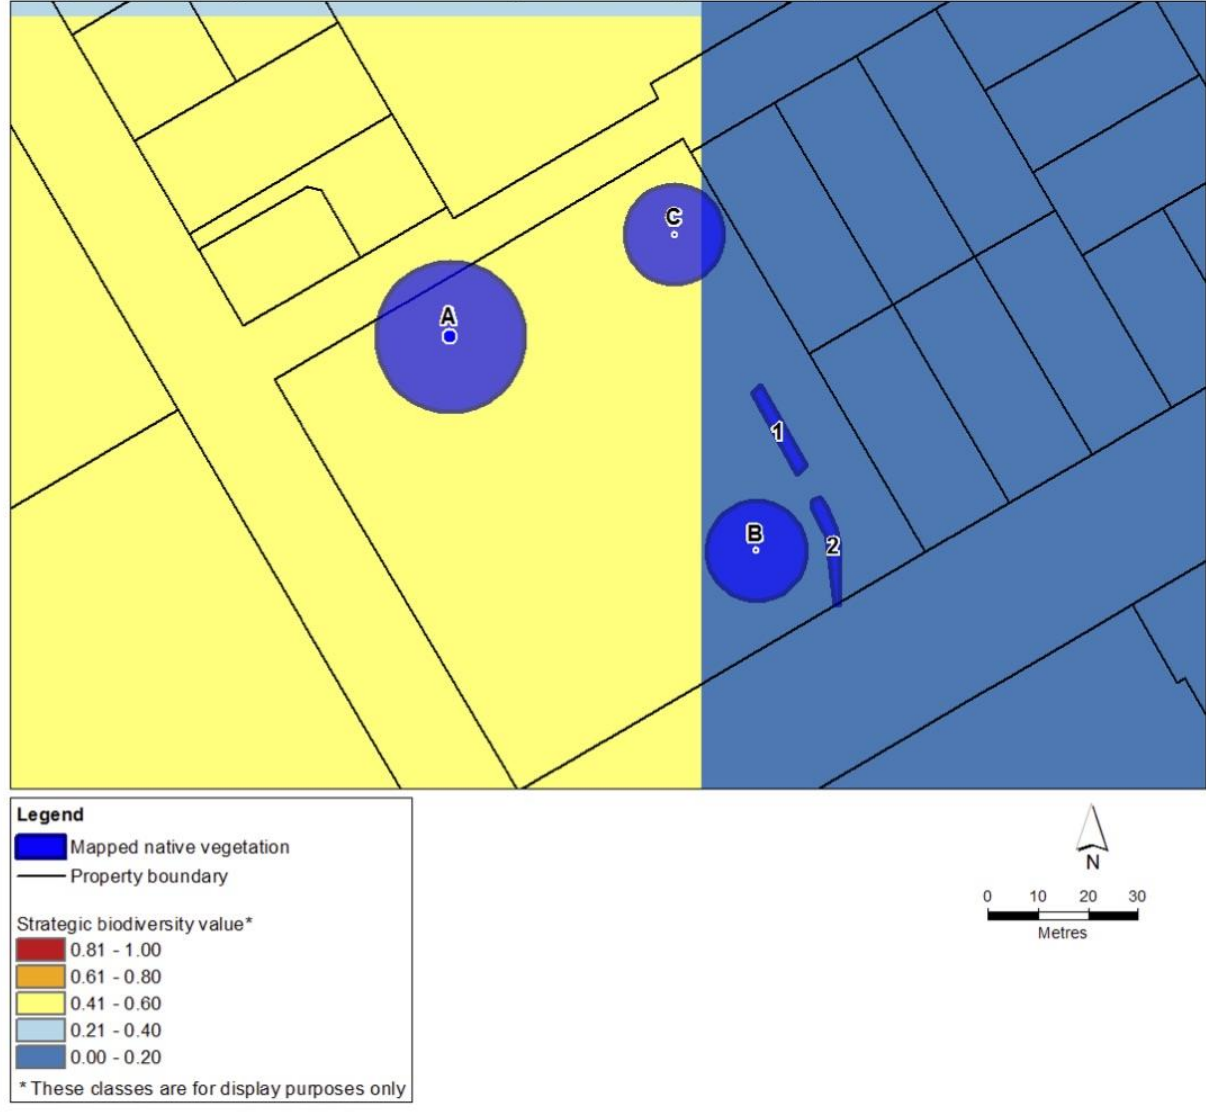 C
A
1
B
2
Legend
Mapped native vegetation
Property boundary
Strategic biodiversity value*
0.81 - 1.00
0.61 - 0.80
0.41 - 0.60
0.21 - 0.40
0.00 - 0.20
* These classes are for display purposes only
N
0 10 20 30
Metres